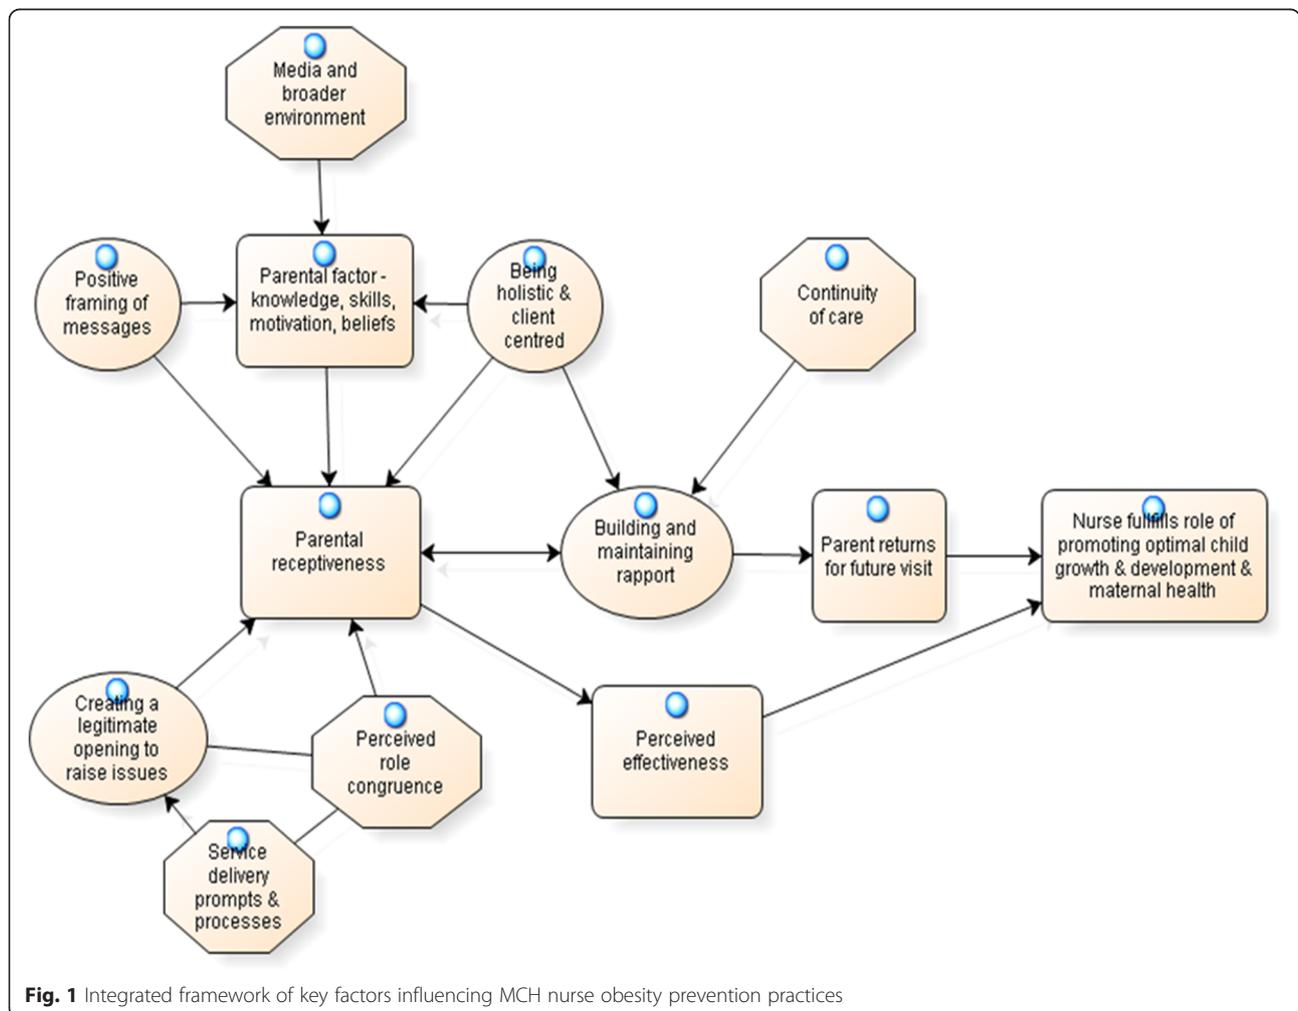 Media and
broader
environment
Positive
framing of
messages
Parental factor -
knowledge, skills,
motivation, beliefs
Being
holistic &
client
centred
Continuity
of care
Parental
receptiveness
Building and
maintaining
rapport
Parent returns
for future visit
Nurse fullfills role of
promoting optimal child
growth & development &
maternal health
Creating a
legitimate
opening to
raise issues
Perceived
role
congruence
Perceived
effectiveness
Service
delivery
prompts &
processes
Fig. 1 Integrated framework of key factors influencing MCH nurse obesity prevention practices